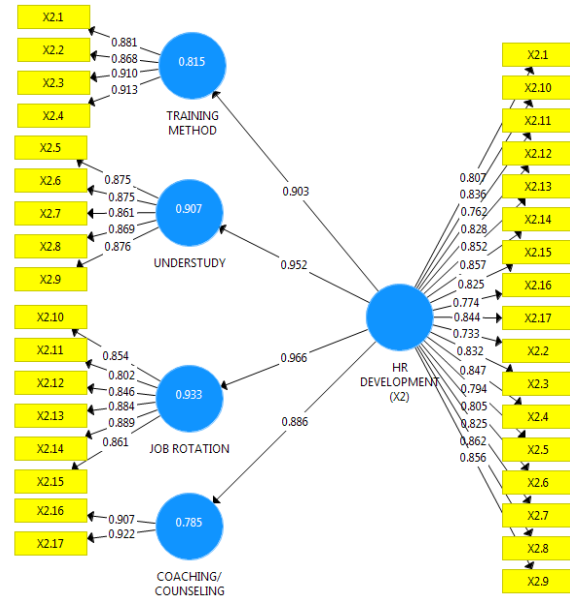 X2.1
X2.2
X2.3
X2.4
0.881
0.868
0.910
0.913
0.815
TRAINING
METHOD
X2.5
X2.6
X2.7
X2.8
X2.9
0.875
0.875
0.861
0.869
0.876
0.907
UNDERSTUDY
X2.10
X2.11
X2.12
X2.13
X2.14
X2.15
0.854
0.802
0.846
0.884
0.889
0.861
0.933
JOB ROTATION
X2.16
X2.17
0.907
0.922
0.785
COACHING/
COUNSELING
0.903
0.952
0.966
0.886
HR
DEVELOPMENT
(X2)
0.807
0.836
0.762
0.828
0.852
0.857
0.825
0.774
0.844
0.733
0.832
0.847
0.794
0.805
0.825
0.862
0.856
X2.1
X2.10
X2.11
X2.12
X2.13
X2.14
X2.15
X2.16
X2.17
X2.2
X2.3
X2.4
X2.5
X2.6
X2.7
X2.8
X2.9